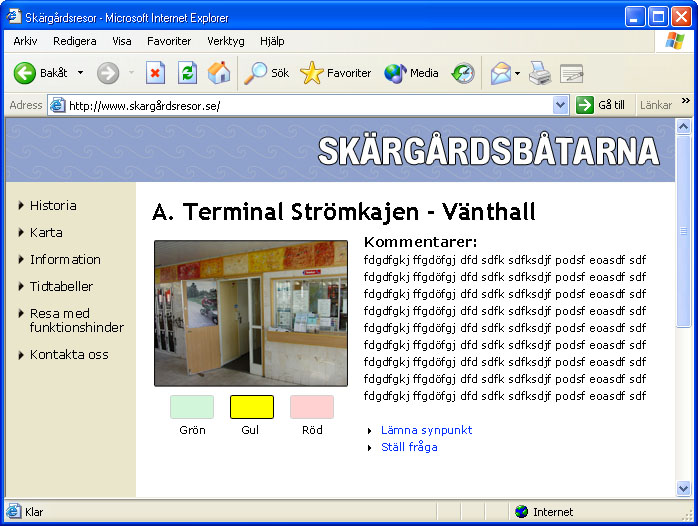 Skärgårdsresor - Microsoft Internet Explorer
Arkiv Redigera Visa Favoriter Verktyg Hjälp
Bakåt Sök Favoriter Media
Adress http://www.skargårdsresor.se/ Gå till Länkar »
SKÄRGÅRDSBÅTARNA
Historia
Karta
Information
Tidtabeller
Resa med
funktionshinder
Kontakta oss
A. Terminal Strömkajen - Vänthall
Kommentarer:
fdgdfgkj ffgdöfgj dfd sdfk sdfksdjf podsf eoasdf sdf
fdgdfgkj ffgdöfgj dfd sdfk sdfksdjf podsf eoasdf sdf
fdgdfgkj ffgdöfgj dfd sdfk sdfksdjf podsf eoasdf sdf
fdgdfgkj ffgdöfgj dfd sdfk sdfksdjf podsf eoasdf sdf
fdgdfgkj ffgdöfgj dfd sdfk sdfksdjf podsf eoasdf sdf
fdgdfgkj ffgdöfgj dfd sdfk sdfksdjf podsf eoasdf sdf
fdgdfgkj ffgdöfgj dfd sdfk sdfksdjf podsf eoasdf sdf
fdgdfgkj ffgdöfgj dfd sdfk sdfksdjf podsf eoasdf sdf
fdgdfgkj ffgdöfgj dfd sdfk sdfksdjf podsf eoasdf sdf
Grön Gul Röd
Lämna synpunkt
Ställ fråga
Klar Internet